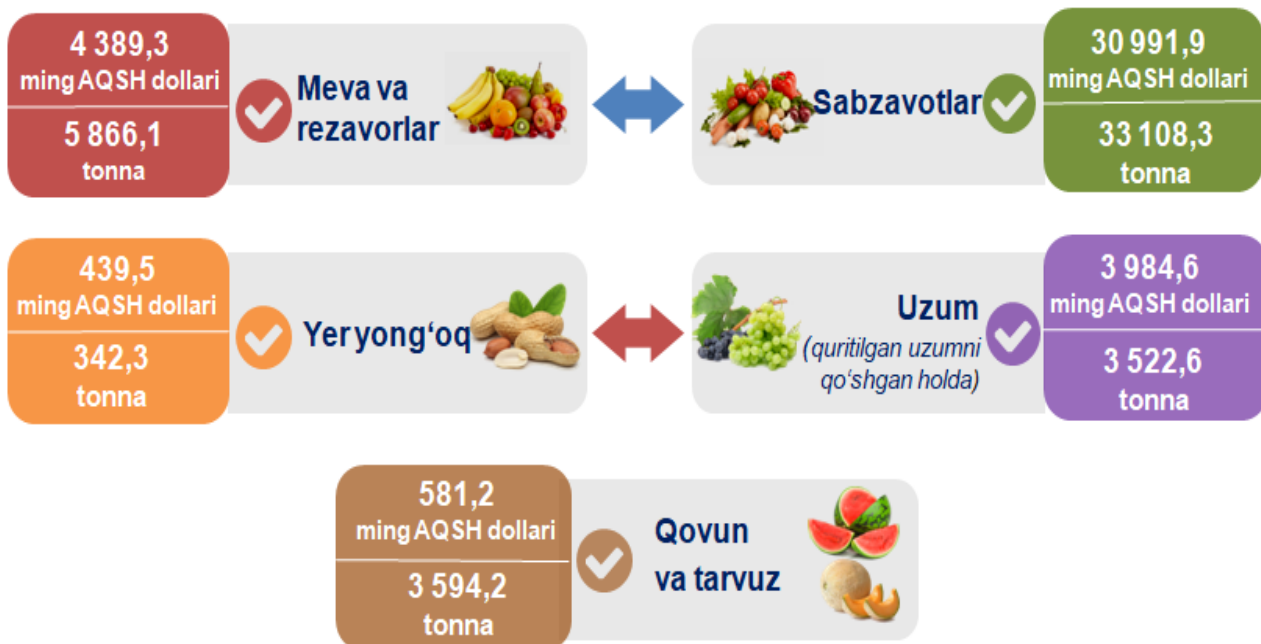 4 389,3
ming AQSH dollari
5 866,1
tonna
Meva va
rezavorlar
Sabzavotlar
30 991,9
ming AQSH dollari
33 108,3
tonna
439,5
ming AQSH dollari
342,3
tonna
Yeryong‘oq
Uzum
(quritilgan uzumni
qo‘shgan holda)
3 984,6
ming AQSH dollari
3 522,6
tonna
581,2
ming AQSH dollari
3 594,2
tonna
Qovun
va tarvuz